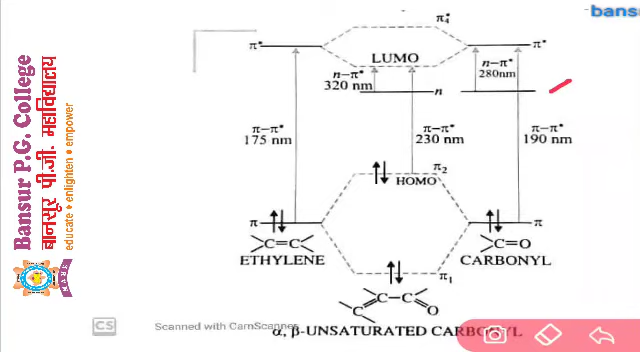 bans
Bansur P.G. College
बानसूर पी.जी. महाविद्यालय
educate • enlighten • empower
π*
π₄*
π*
LUMO
n–π*
320 nm
n
n–π*
280nm
π–π*
175 nm
π–π*
230 nm
π–π*
190 nm
π₂
HOMO
π
π
C=C
ETHYLENE
C=O
CARBONYL
π₁
C=C–C=O
CS
Scanned with CamScanner
α, β-UNSATURATED CARBONYL